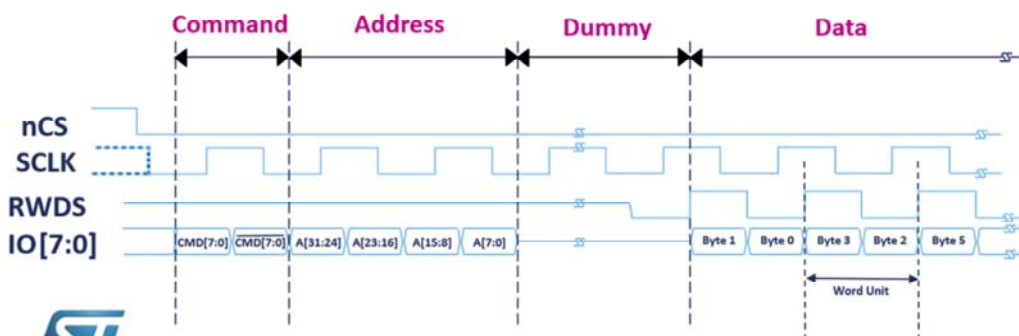 Command Address Dummy Data
nCS
SCLK
RWDS
IO[7:0] CMD[7:0] CMD[7:0] A[31:24] A[23:16] A[15:8] A[7:0] Byte 1 Byte 0 Byte 3 Byte 2 Byte 5
Word Unit